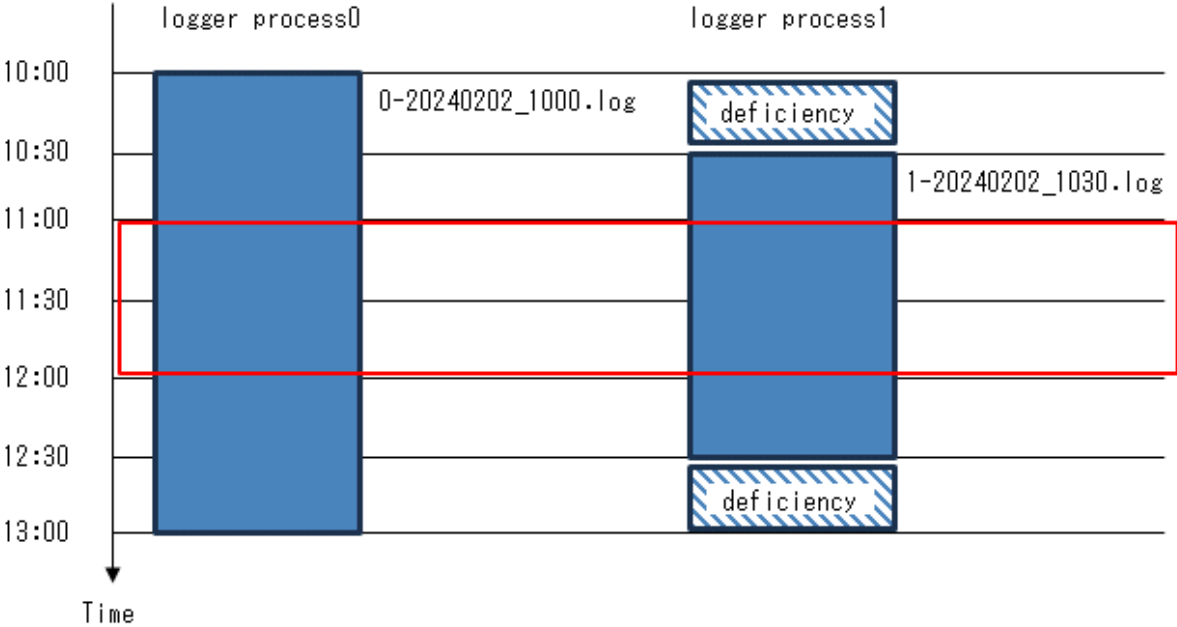 logger process0
logger process1
10:00
0-20240202_1000.log
deficiency
10:30
1-20240202_1030.log
11:00
11:30
12:00
12:30
deficiency
13:00
Time